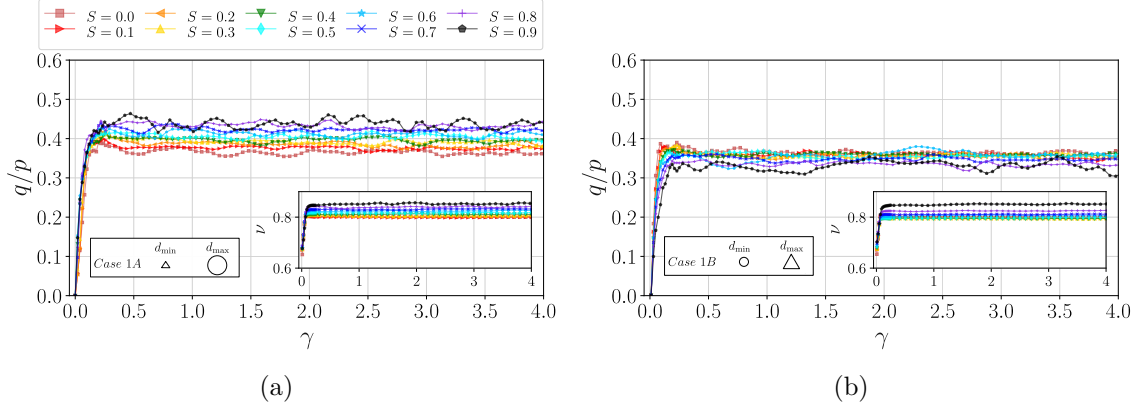 S = 0.0 S = 0.2 S = 0.4 S = 0.6 S = 0.8
S = 0.1 S = 0.3 S = 0.5 S = 0.7 S = 0.9
0.6
0.5
0.4
0.3
0.2
0.1
0.0
q/p
0.0 0.5 1.0 1.5 2.0 2.5 3.0 3.5 4.0
γ
0.8
0.6
ν
0 1 2 3 4
d_min d_max
Case 1A
(a)
0.6
0.5
0.4
0.3
0.2
0.1
0.0
q/p
0.0 0.5 1.0 1.5 2.0 2.5 3.0 3.5 4.0
γ
0.8
0.6
ν
0 1 2 3 4
d_min d_max
Case 1B
(b)